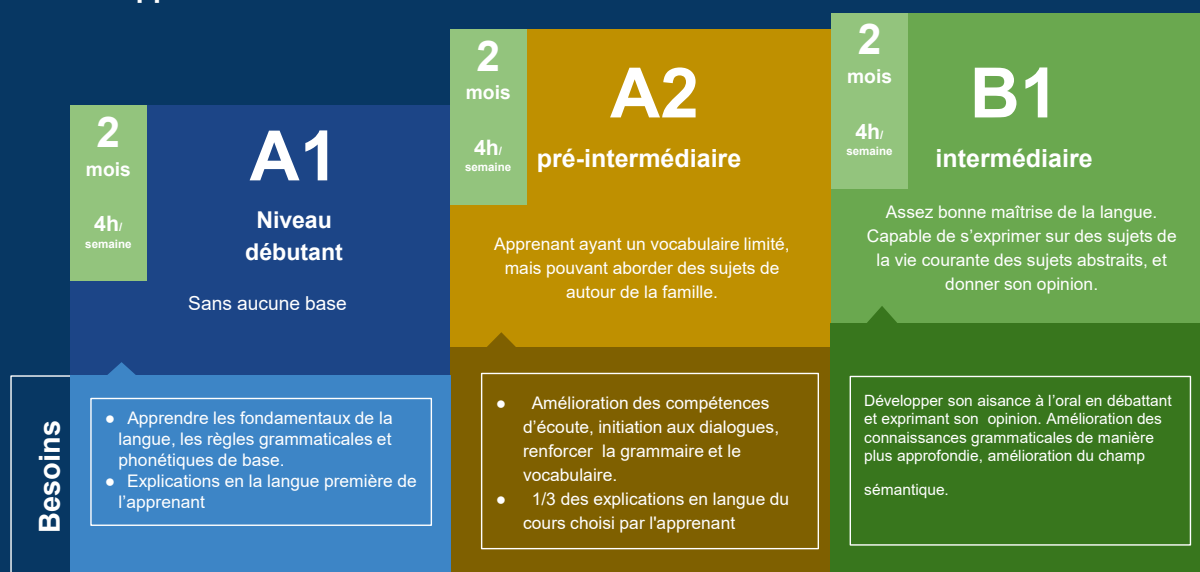 2
mois
4h/
semaine
A1
Niveau
débutant
Sans aucune base
2
mois
4h/
semaine
A2
pré-intermédiaire
Apprenant ayant un vocabulaire limité,
mais pouvant aborder des sujets de
autour de la famille.
2
mois
4h/
semaine
B1
intermédiaire
Assez bonne maîtrise de la langue.
Capable de s’exprimer sur des sujets de
la vie courante des sujets abstraits, et
donner son opinion.
Besoins
● Apprendre les fondamentaux de la
langue, les règles grammaticales et
phonétiques de base.
● Explications en la langue première de
l’apprenant
● Amélioration des compétences
d’écoute, initiation aux dialogues,
renforcer la grammaire et le
vocabulaire.
● 1/3 des explications en langue du
cours choisi par l'apprenant
Développer son aisance à l’oral en débattant
et exprimant son opinion. Amélioration des
connaissances grammaticales de manière
plus approfondie, amélioration du champ
sémantique.